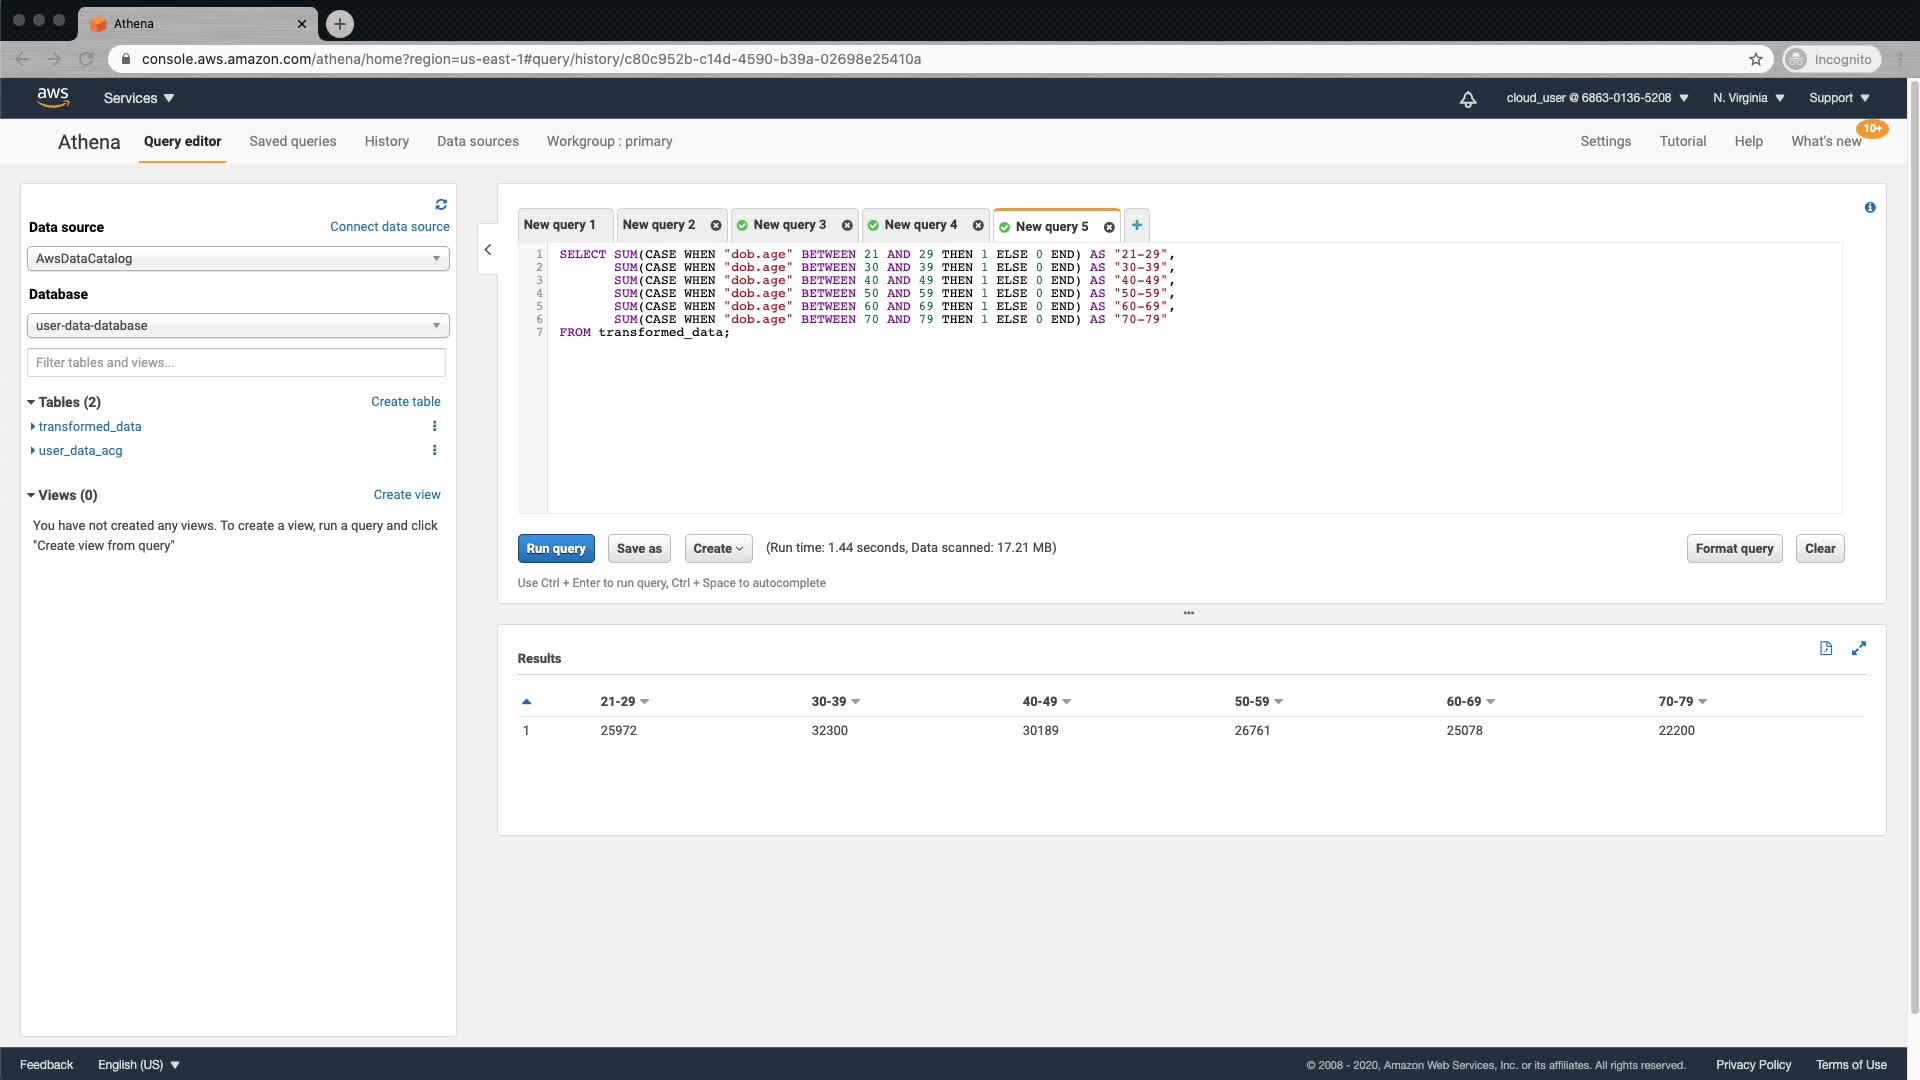 Athena
console.aws.amazon.com/athena/home?region=us-east-1#query/history/c80c952b-c14d-4590-b39a-02698e25410a
Incognito
aws
Services
cloud_user @ 6863-0136-5208
N. Virginia
Support
Athena
Query editor
Saved queries
History
Data sources
Workgroup : primary
Settings
Tutorial
Help
What's new
10+
Data source
Connect data source
AwsDataCatalog
Database
user-data-database
Filter tables and views...
Tables (2)
Create table
transformed_data
user_data_acg
Views (0)
Create view
You have not created any views. To create a view, run a query and click
"Create view from query"
New query 1
New query 2
New query 3
New query 4
New query 5
1 SELECT SUM(CASE WHEN "dob.age" BETWEEN 21 AND 29 THEN 1 ELSE 0 END) AS "21-29",
2 SUM(CASE WHEN "dob.age" BETWEEN 30 AND 39 THEN 1 ELSE 0 END) AS "30-39",
3 SUM(CASE WHEN "dob.age" BETWEEN 40 AND 49 THEN 1 ELSE 0 END) AS "40-49",
4 SUM(CASE WHEN "dob.age" BETWEEN 50 AND 59 THEN 1 ELSE 0 END) AS "50-59",
5 SUM(CASE WHEN "dob.age" BETWEEN 60 AND 69 THEN 1 ELSE 0 END) AS "60-69",
6 SUM(CASE WHEN "dob.age" BETWEEN 70 AND 79 THEN 1 ELSE 0 END) AS "70-79"
7 FROM transformed_data;
Run query
Save as
Create
(Run time: 1.44 seconds, Data scanned: 17.21 MB)
Format query
Clear
Use Ctrl + Enter to run query, Ctrl + Space to autocomplete
Results
21-29 30-39 40-49 50-59 60-69 70-79
1 25972 32300 30189 26761 25078 22200
Feedback
English (US)
© 2008 - 2020, Amazon Web Services, Inc. or its affiliates. All rights reserved.
Privacy Policy
Terms of Use